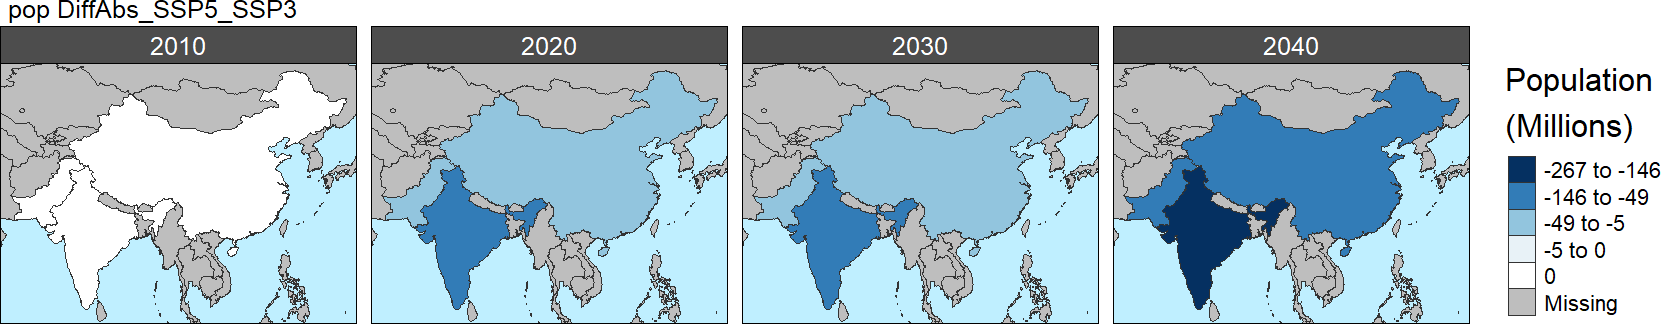 pop DiffAbs_SSP5_SSP3
2010
2020
2030
2040
Population
(Millions)
-267 to -146
-146 to -49
-49 to -5
-5 to 0
0
Missing